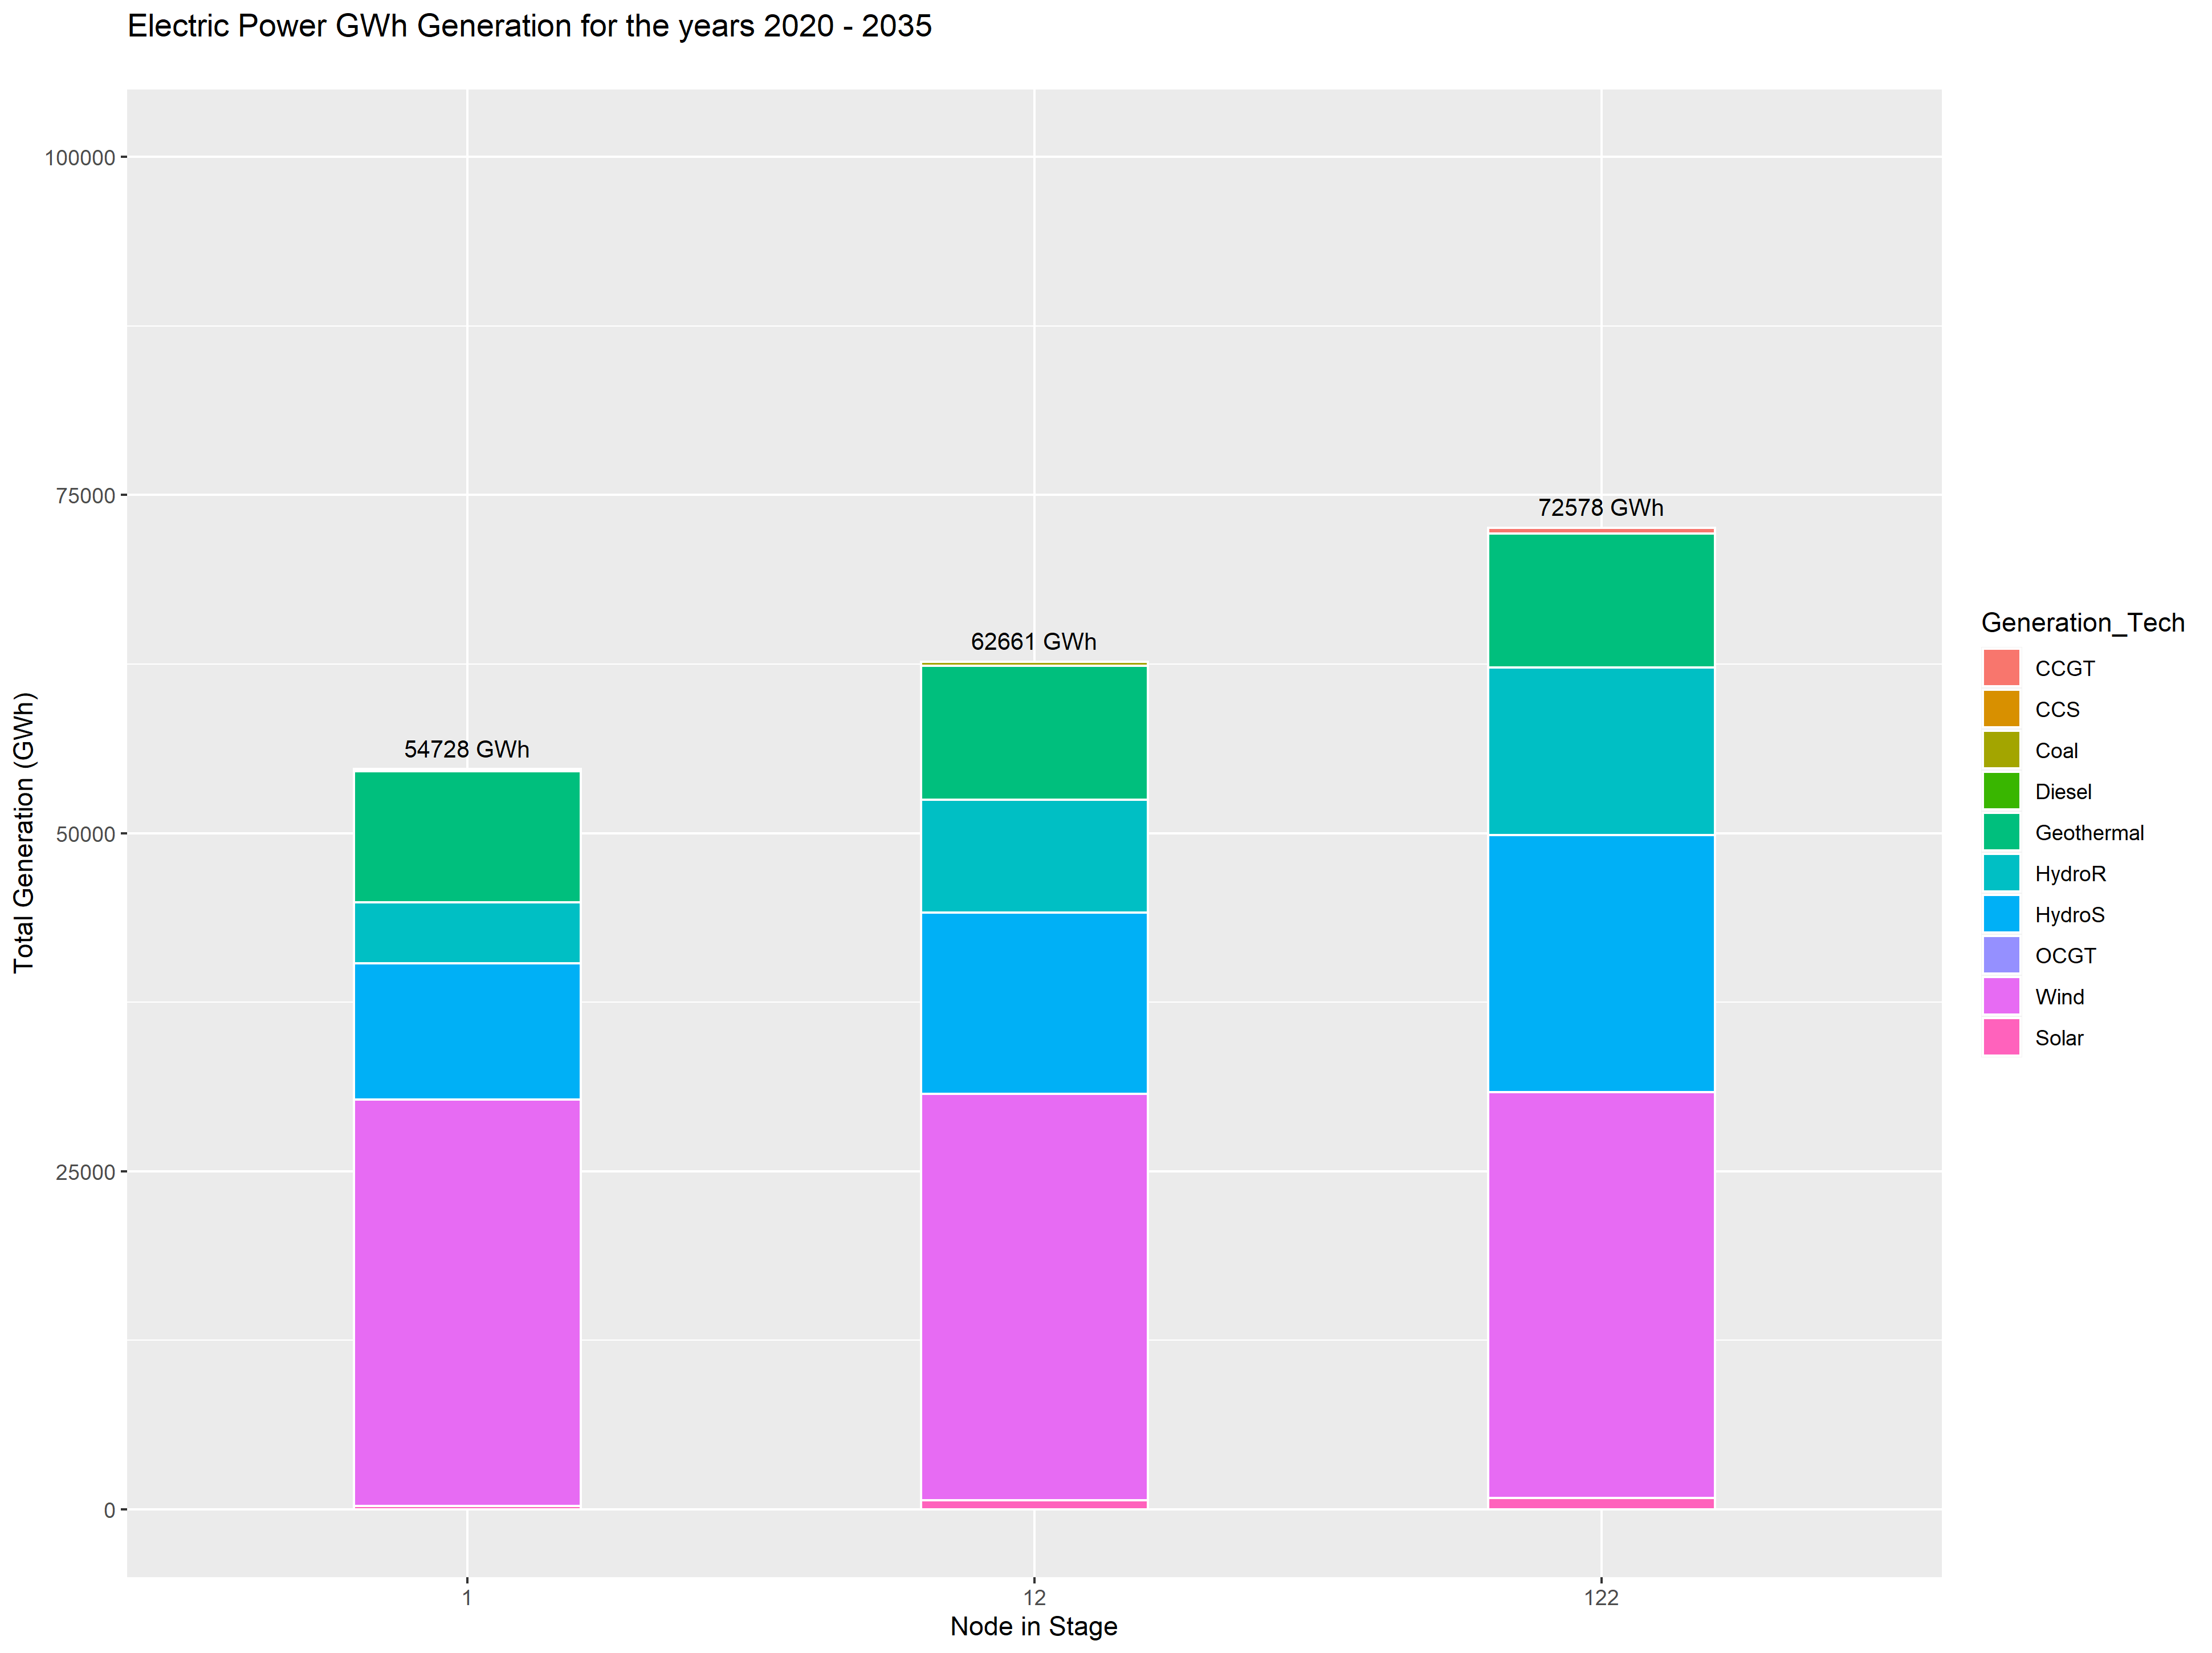 Electric Power GWh Generation for the years 2020 - 2035
Total Generation (GWh)
100000
75000
50000
25000
0
54728 GWh
62661 GWh
72578 GWh
1
12
122
Node in Stage
Generation_Tech
CCGT
CCS
Coal
Diesel
Geothermal
HydroR
HydroS
OCGT
Wind
Solar